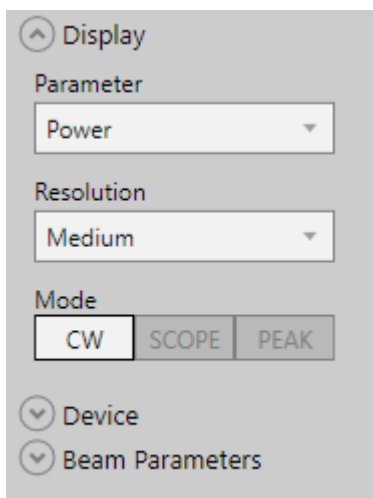 Display
Parameter
Power
Resolution
Medium
Mode
CW SCOPE PEAK
Device
Beam Parameters